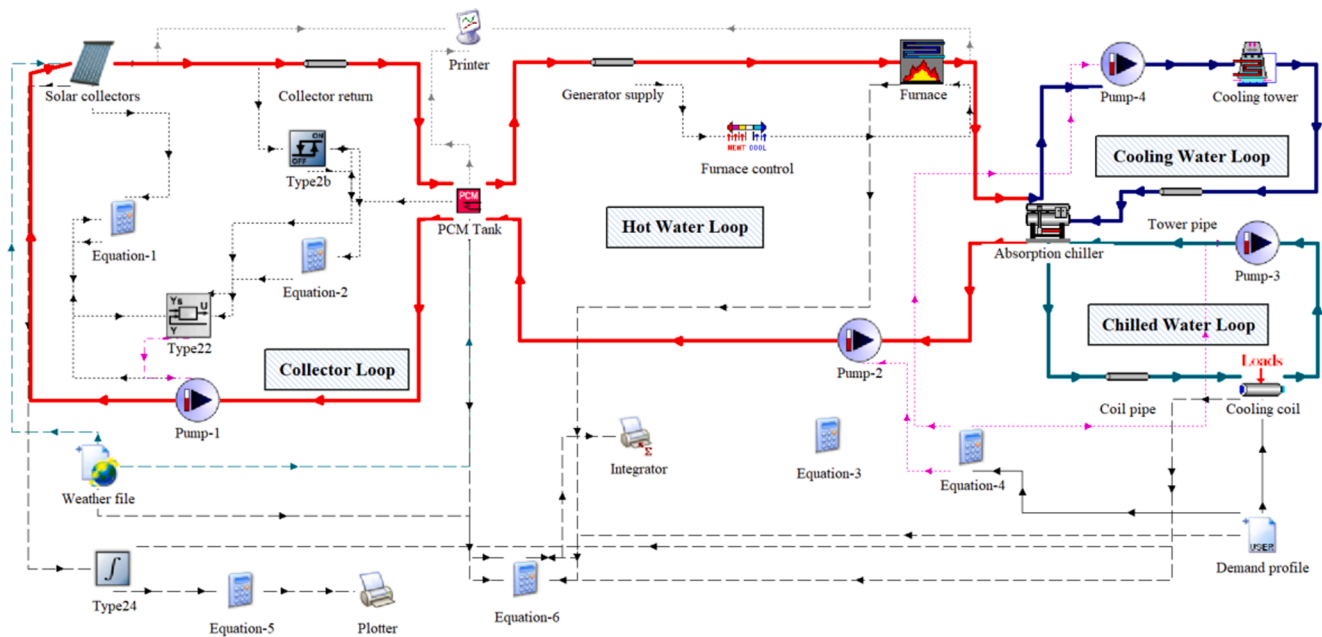 Printer
Solar collectors
Collector return
Generator supply
Furnace
Pump-4
Cooling tower
ON
OFF
Type2b
HEAT COOL
Furnace control
Cooling Water Loop
PCM
PCM Tank
Hot Water Loop
Equation-1
Equation-2
Tower pipe
Absorption chiller
Pump-3
Ys
U
Y
Type22
Chilled Water Loop
Collector Loop
Pump-2
Loads
Coil pipe
Cooling coil
Pump-1
Weather file
Σ
Integrator
Equation-3
Equation-4
USER
Demand profile
∫
Type24
Equation-5
Plotter
Equation-6